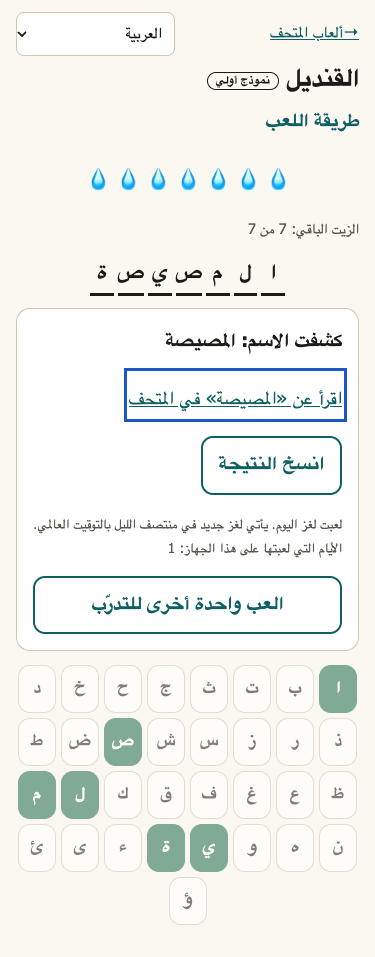 →ألعاب المتحف
العربية
القنديل نموذج أولي
طريقة اللعب
الزيت الباقي: 7 من 7
ا ل م ص ي ص ة
كشفت الاسم: المصيصة
اقرأ عن «المصيصة» في المتحف
انسخ النتيجة
لعبت لغز اليوم. يأتي لغز جديد في منتصف الليل بالتوقيت العالمي.
الأيام التي لعبتها على هذا الجهاز: 1
العب واحدة أخرى للتدرّب
ا ب ت ث ج ح خ د
ذ ر ز س ش ص ض ط
ظ ع غ ف ق ك ل م
ن ه و ي ة ء ى ئ
ؤ